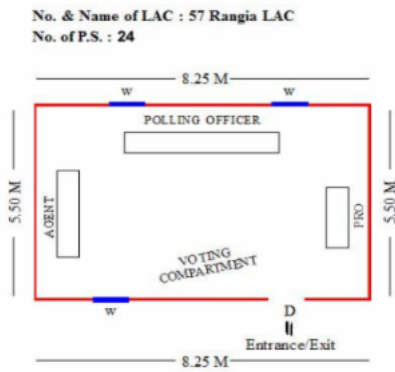 No. & Name of LAC : 57 Rangia LAC
No. of P.S. : 24
8.25 M
W W
POLLING OFFICER
5.50 M
AGENT
PRO
5.50 M
VOTING
COMPARTMENT
W
D
Entrance/Exit
8.25 M